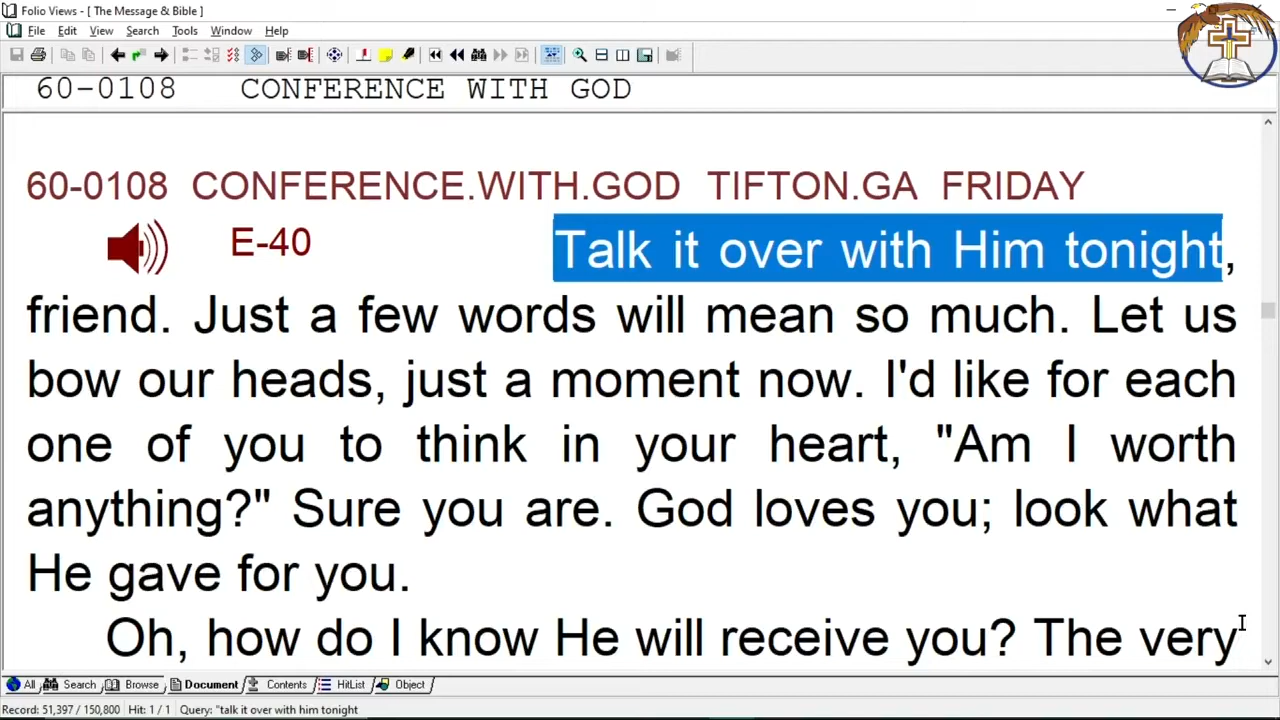 Folio Views - [ The Message & Bible ]
File Edit View Search Tools Window Help
60-0108 CONFERENCE WITH GOD
60-0108 CONFERENCE.WITH.GOD TIFTON.GA FRIDAY
E-40 Talk it over with Him tonight,
friend. Just a few words will mean so much. Let us
bow our heads, just a moment now. I'd like for each
one of you to think in your heart, "Am I worth
anything?" Sure you are. God loves you; look what
He gave for you.
Oh, how do I know He will receive you? The very
All Search Browse Document Contents HitList Object
Record: 51,397 / 150,800 Hit: 1 / 1 Query: "talk it over with him tonight